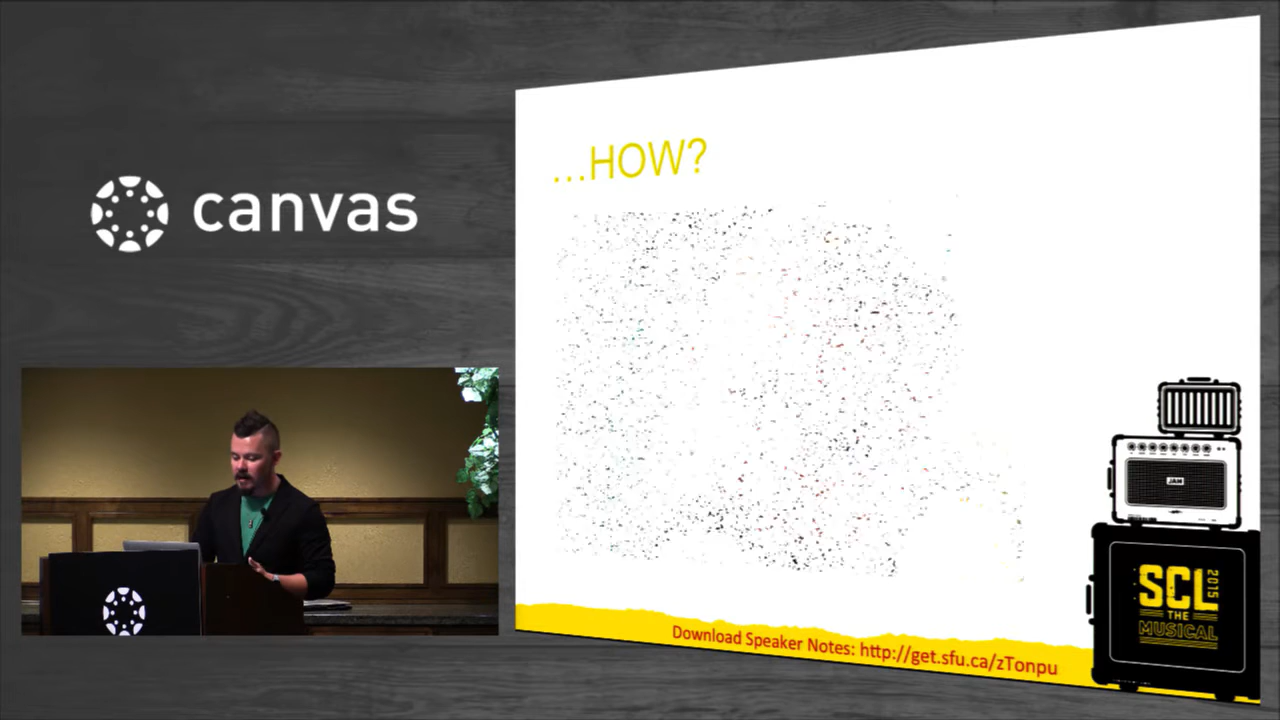 canvas
...HOW?
JAM
SCL
2015
THE
MUSICAL
Download Speaker Notes: http://get.sfu.ca/zTonpu